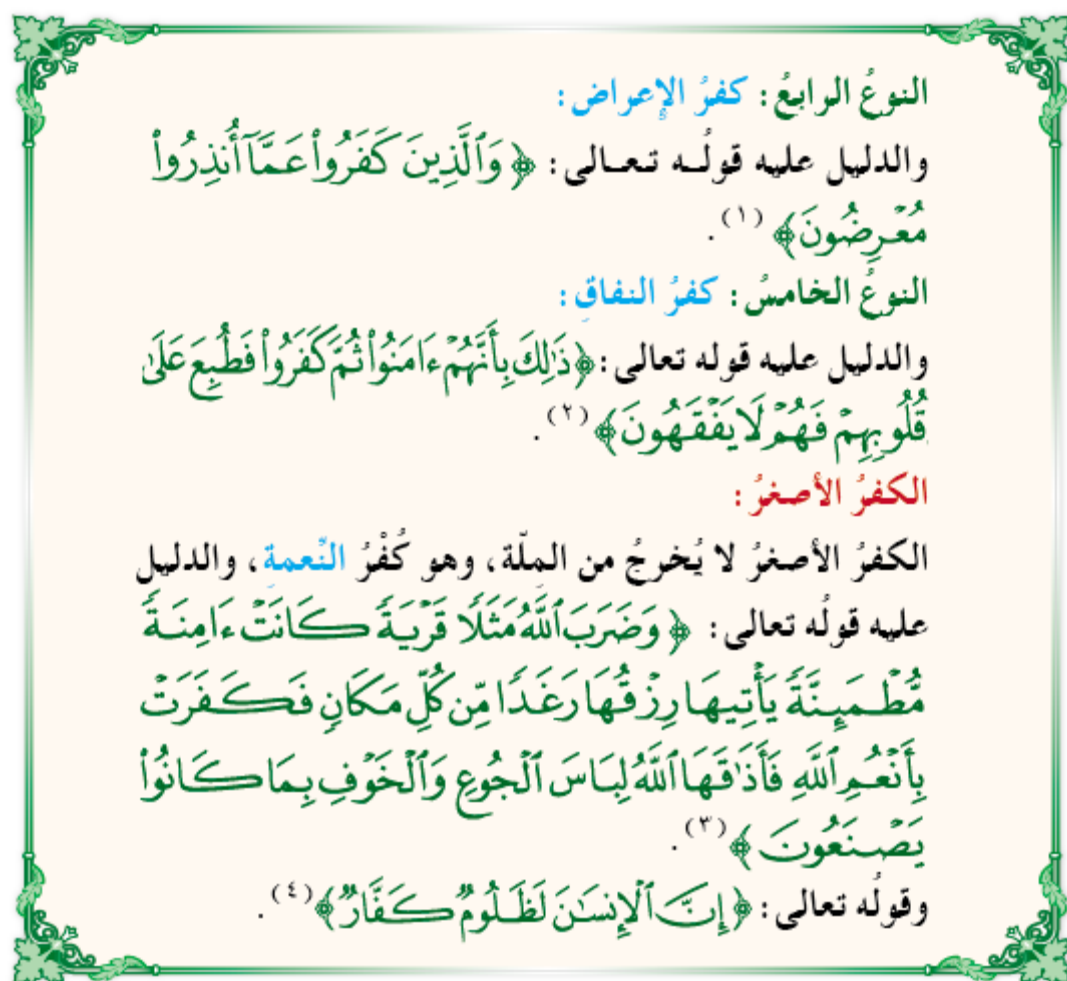 النوعُ الرابعُ: كفرُ الإِعراض:
والدليل عليه قولُـه تـعـالى: ﴿ وَٱلَّذِينَ كَفَرُوا۟ عَمَّآ أُنذِرُوا۟
مُعْرِضُونَ﴾ (١) .
النوعُ الخامسُ: كفرُ النفاقِ:
والدليل عليه قوله تعالى: ﴿ذَٰلِكَ بِأَنَّهُمْ ءَامَنُوا۟ ثُمَّ كَفَرُوا۟ فَطُبِعَ عَلَىٰ
قُلُوبِهِمْ فَهُمْ لَا يَفْقَهُونَ﴾ (٢) .
الكفرُ الأصغرُ:
الكفرُ الأصغرُ لا يُخرجُ من الملّة، وهو كُفْرُ النِّعمةِ، والدليل
عليه قولُه تعالى: ﴿ وَضَرَبَ ٱللَّهُ مَثَلًا قَرْيَةً كَانَتْ ءَامِنَةً
مُّطْمَئِنَّةً يَأْتِيهَا رِزْقُهَا رَغَدًا مِّن كُلِّ مَكَانٍ فَكَفَرَتْ
بِأَنْعُمِ ٱللَّهِ فَأَذَٰقَهَا ٱللَّهُ لِبَاسَ ٱلْجُوعِ وَٱلْخَوْفِ بِمَا كَانُوا۟
يَصْنَعُونَ ﴾ (٣) .
وقولُه تعالى: ﴿ إِنَّ ٱلْإِنسَٰنَ لَظَلُومٌ كَفَّارٌ ﴾ (٤) .